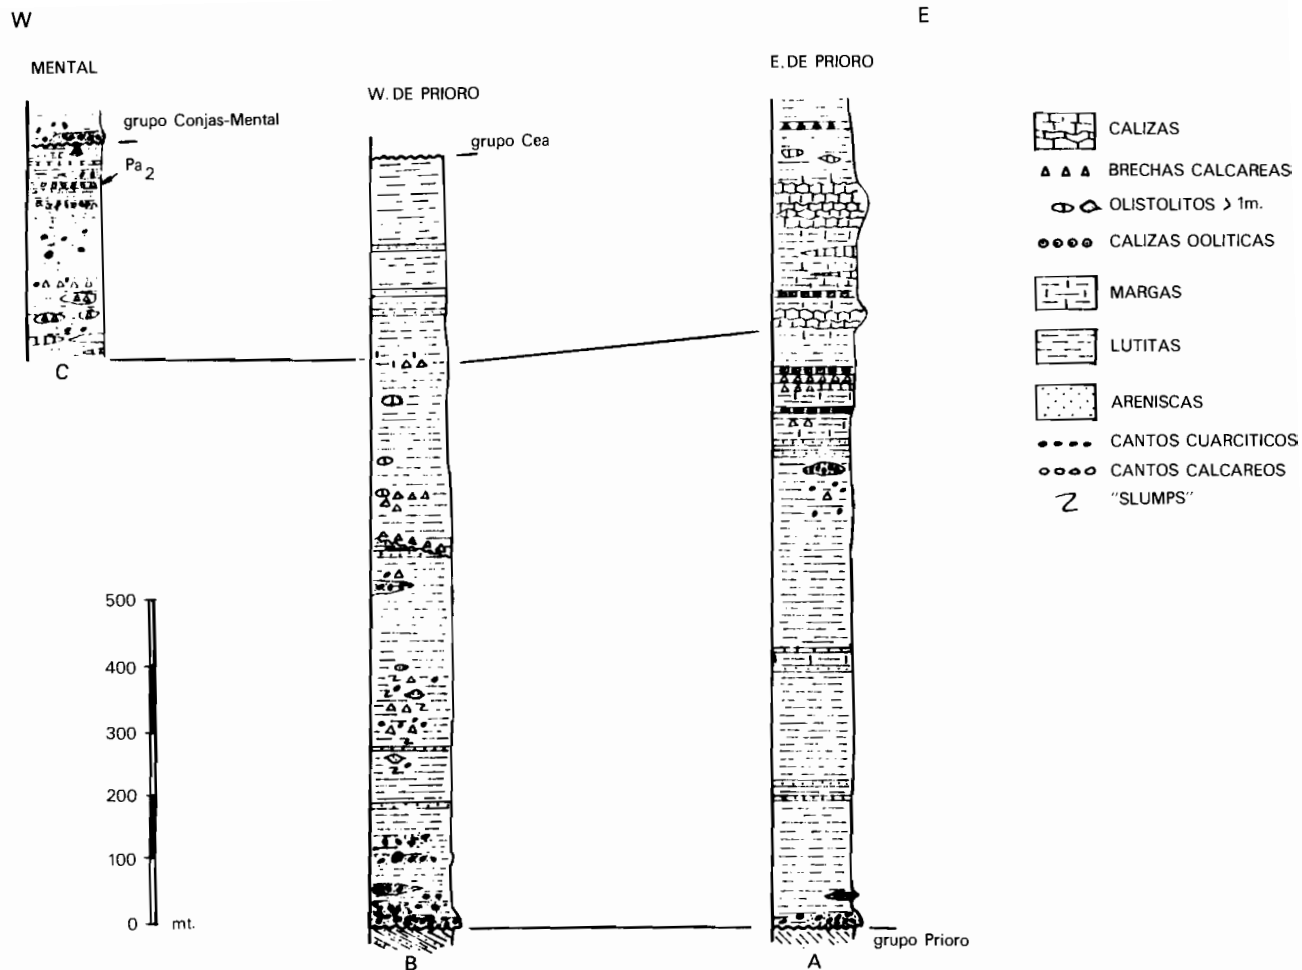 W
E
MENTAL
grupo Conjas-Mental
Pa2
C
W. DE PRIORO
grupo Cea
B
E. DE PRIORO
grupo Prioro
A
CALIZAS
BRECHAS CALCAREAS
OLISTOLITOS > 1m.
CALIZAS OOLITICAS
MARGAS
LUTITAS
ARENISCAS
CANTOS CUARCITICOS
CANTOS CALCAREOS
"SLUMPS"
500
400
300
200
100
0 mt.